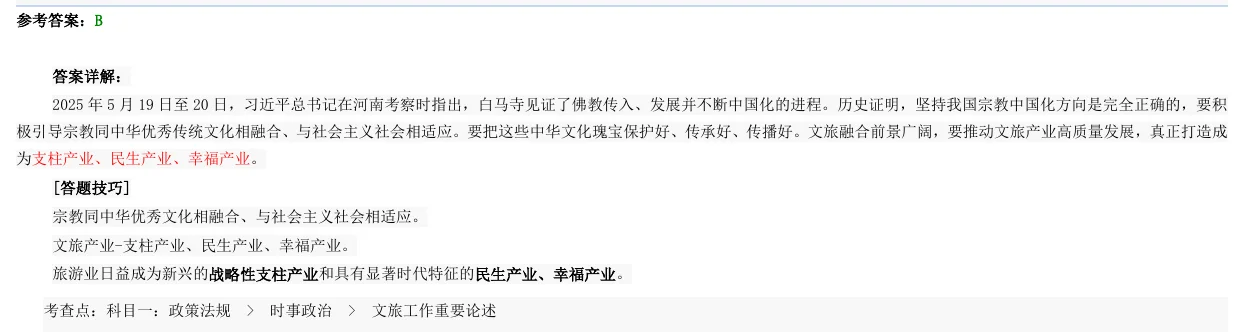 参考答案：B
答案详解：
2025 年 5 月 19 日至 20 日，习近平总书记在河南考察时指出，白马寺见证了佛教传入、发展并不断中国化的进程。历史证明，坚持我国宗教中国化方向是完全正确的，要积
极引导宗教同中华优秀传统文化相融合、与社会主义社会相适应。要把这些中华文化瑰宝保护好、传承好、传播好。文旅融合前景广阔，要推动文旅产业高质量发展，真正打造成
为支柱产业、民生产业、幸福产业。
[答题技巧]
宗教同中华优秀文化相融合、与社会主义社会相适应。
文旅产业-支柱产业、民生产业、幸福产业。
旅游业日益成为新兴的战略性支柱产业和具有显著时代特征的民生产业、幸福产业。
考查点：科目一：政策法规 > 时事政治 > 文旅工作重要论述